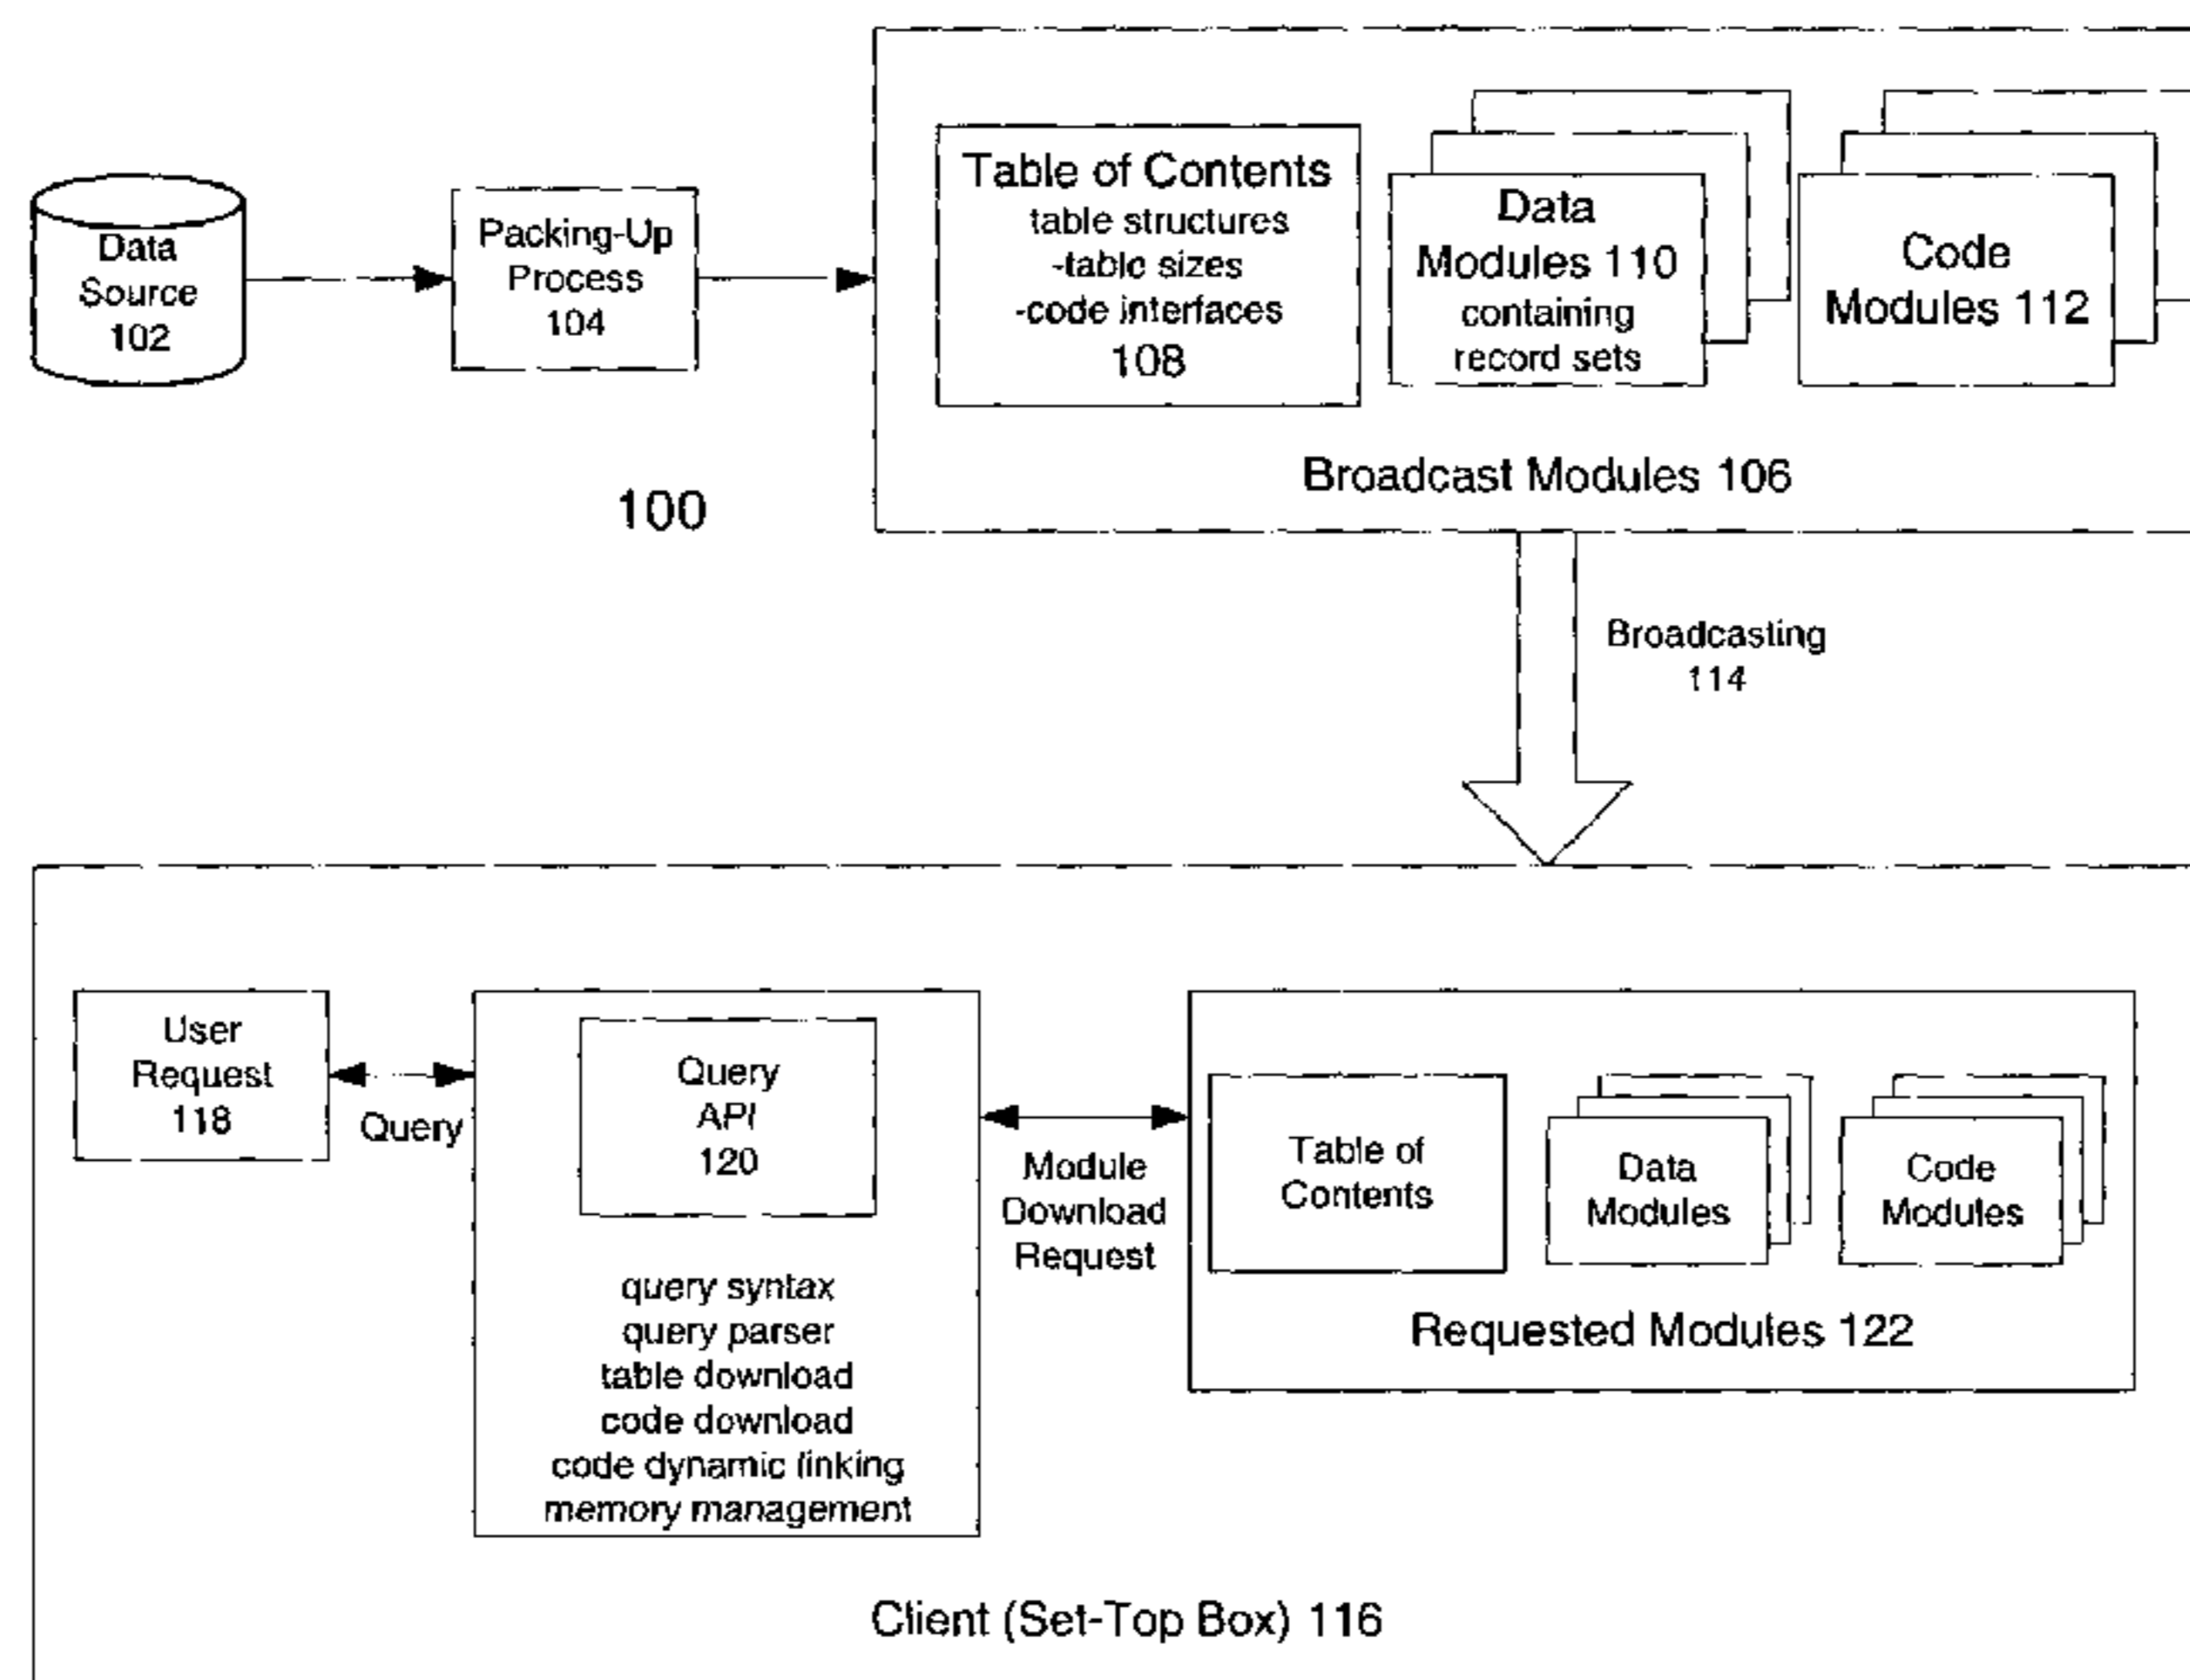 Data
Source
102
Packing-Up
Process
104
Table of Contents
table structures
-table sizes
-code interfaces
108
Data
Modules 110
containing
record sets
Code
Modules 112
Broadcast Modules 106
100
Broadcasting
114
User
Request
118
Query
Query
API
120
query syntax
query parser
table download
code download
code dynamic linking
memory management
Module
Download
Request
Table of
Contents
Data
Modules
Code
Modules
Requested Modules 122
Client (Set-Top Box) 116